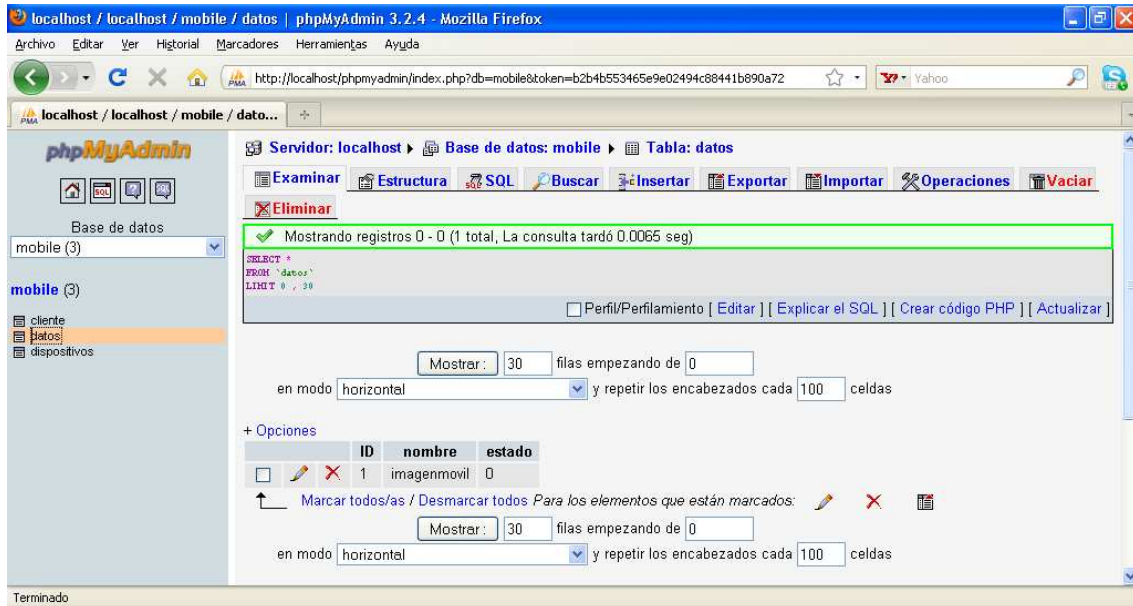 localhost / localhost / mobile / datos | phpMyAdmin 3.2.4 - Mozilla Firefox
Archivo Editar Ver Historial Marcadores Herramientas Ayuda
http://localhost/phpmyadmin/index.php?db=mobile&token=b2b4b553465e9e02494c88441b890a72 Yahoo
localhost / localhost / mobile / dato...
phpMyAdmin
Base de datos
mobile (3)
mobile (3)
cliente
datos
dispositivos
Servidor: localhost Base de datos: mobile Tabla: datos
Examinar Estructura SQL Buscar Insertar Exportar Importar Operaciones Vaciar
Eliminar
Mostrando registros 0 - 0 (1 total, La consulta tardó 0.0065 seg)
SELECT *
FROM `datos`
LIMIT 0 , 30
Perfil/Perfilamiento [ Editar ] [ Explicar el SQL ] [ Crear código PHP ] [ Actualizar ]
Mostrar : 30 filas empezando de 0
en modo horizontal y repetir los encabezados cada 100 celdas
+ Opciones
ID nombre estado
1 imagenmovil 0
Marcar todos/as / Desmarcar todos Para los elementos que están marcados:
Mostrar : 30 filas empezando de 0
en modo horizontal y repetir los encabezados cada 100 celdas
Terminado